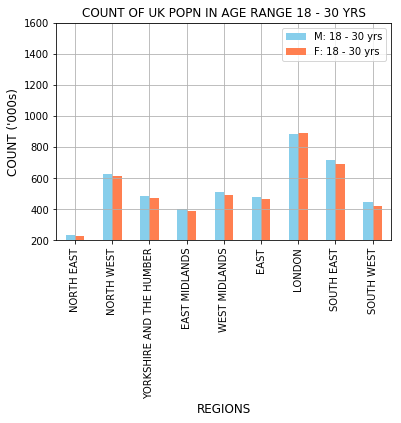 COUNT OF UK POPN IN AGE RANGE 18 - 30 YRS
M: 18 - 30 yrs
F: 18 - 30 yrs
COUNT ('000s)
1600
1400
1200
1000
800
600
400
200
NORTH EAST
NORTH WEST
YORKSHIRE AND THE HUMBER
EAST MIDLANDS
WEST MIDLANDS
EAST
LONDON
SOUTH EAST
SOUTH WEST
REGIONS